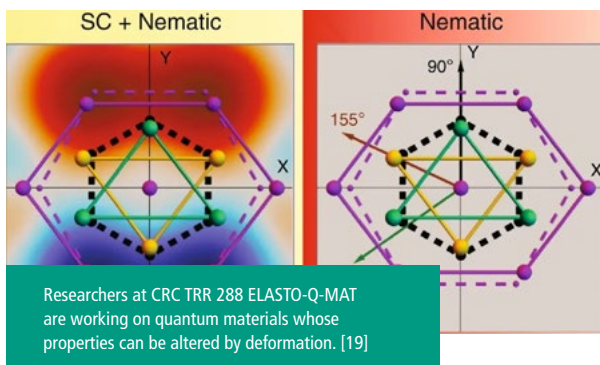 SC + Nematic
Nematic
Y
X
Y
90°
155°
X
Researchers at CRC TRR 288 ELASTO-Q-MAT
are working on quantum materials whose
properties can be altered by deformation. [19]